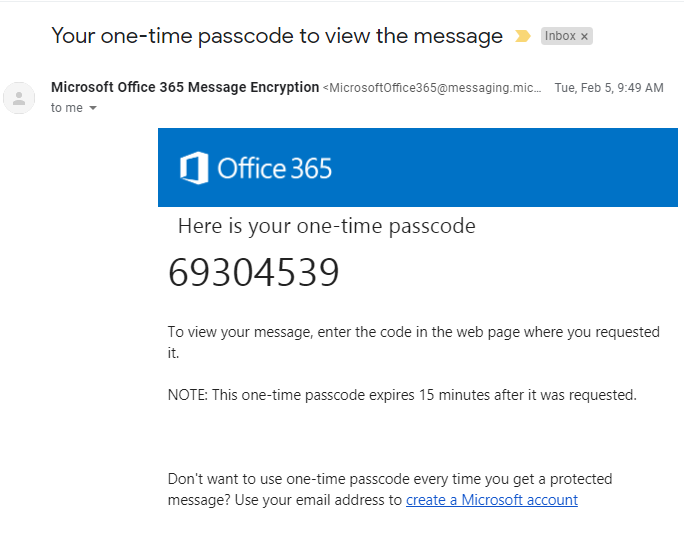 Your one-time passcode to view the message
Inbox x
Microsoft Office 365 Message Encryption <MicrosoftOffice365@messaging.mic... Tue, Feb 5, 9:49 AM
to me
Office 365
Here is your one-time passcode
69304539
To view your message, enter the code in the web page where you requested
it.
NOTE: This one-time passcode expires 15 minutes after it was requested.
Don't want to use one-time passcode every time you get a protected
message? Use your email address to create a Microsoft account